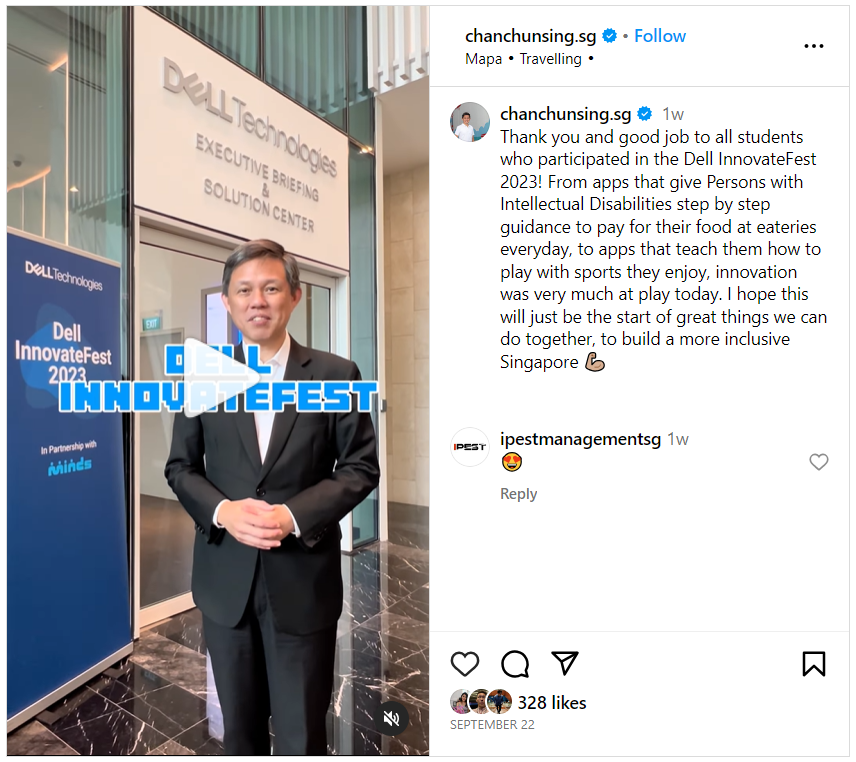 DELLTechnologies
EXECUTIVE BRIEFING
&
SOLUTION CENTER
DELLTechnologies
Dell
InnovateFest
2023
In Partnership with
minds
EXIT
DELL
INNOVATEFEST
chanchunsing.sg • Follow
Mapa • Travelling •
chanchunsing.sg 1w
Thank you and good job to all students
who participated in the Dell InnovateFest
2023! From apps that give Persons with
Intellectual Disabilities step by step
guidance to pay for their food at eateries
everyday, to apps that teach them how to
play with sports they enjoy, innovation
was very much at play today. I hope this
will just be the start of great things we can
do together, to build a more inclusive
Singapore 💪🏼
IPEST
ipestmanagementsg 1w
😍
Reply
328 likes
SEPTEMBER 22